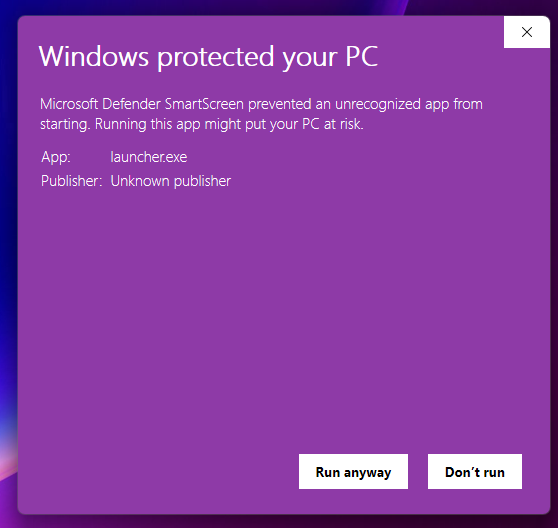 Windows protected your PC
Microsoft Defender SmartScreen prevented an unrecognized app from
starting. Running this app might put your PC at risk.
App: launcher.exe
Publisher: Unknown publisher
Run anyway Don’t run